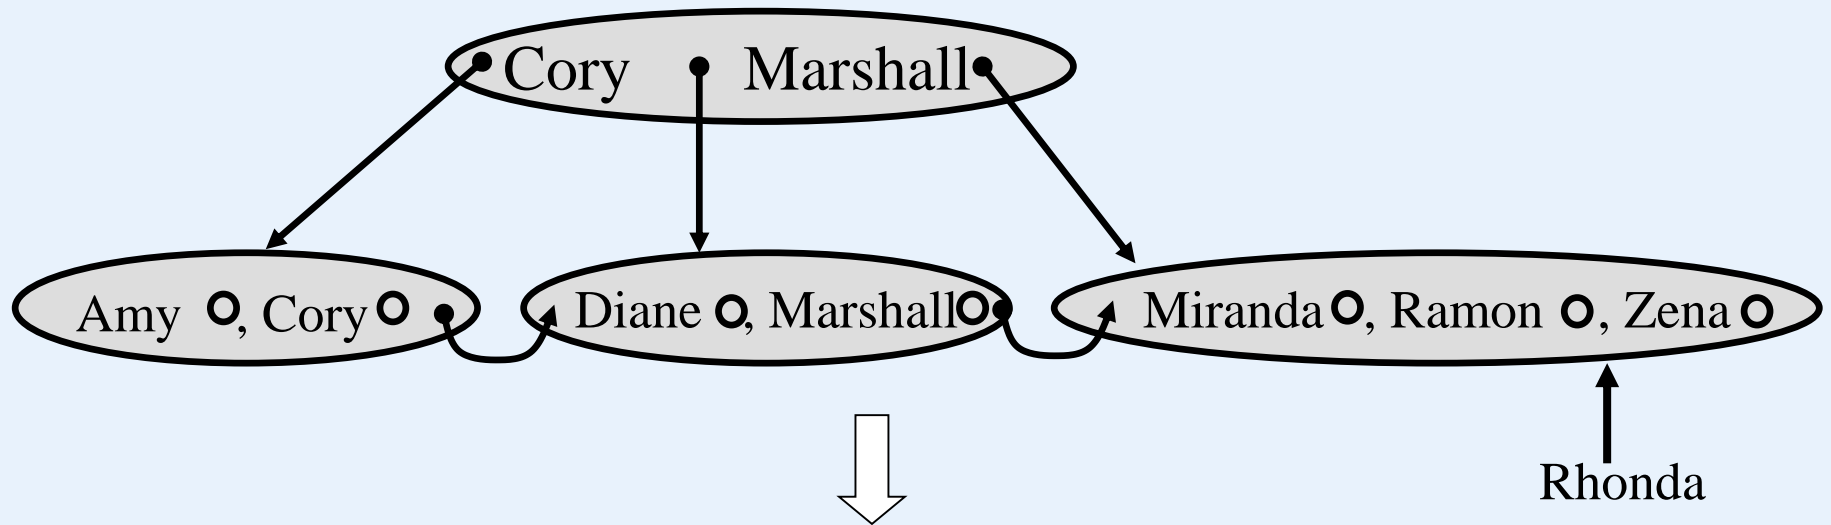 Cory Marshall
Amy , Cory
Diane , Marshall
Miranda , Ramon , Zena
Rhonda